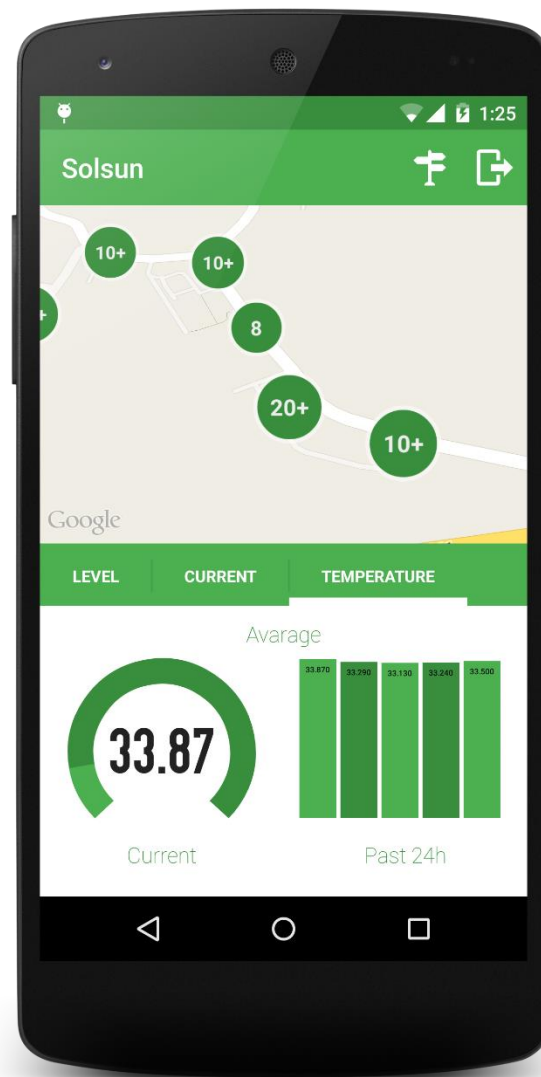 1:25
Solsun
10+
10+
+
8
20+
10+
Google
LEVEL CURRENT TEMPERATURE
Avarage
33.870 33.290 33.130 33.240 33.500
33.87
Current Past 24h